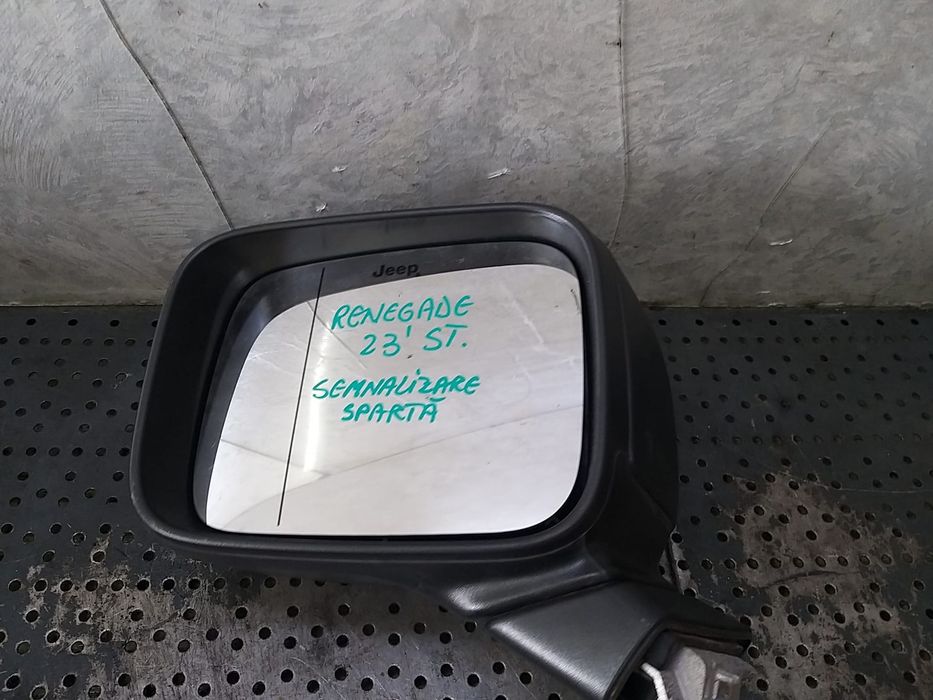 Jeep
RENEGADE
23' ST.
SEMNALIZARE
SPARTĂ